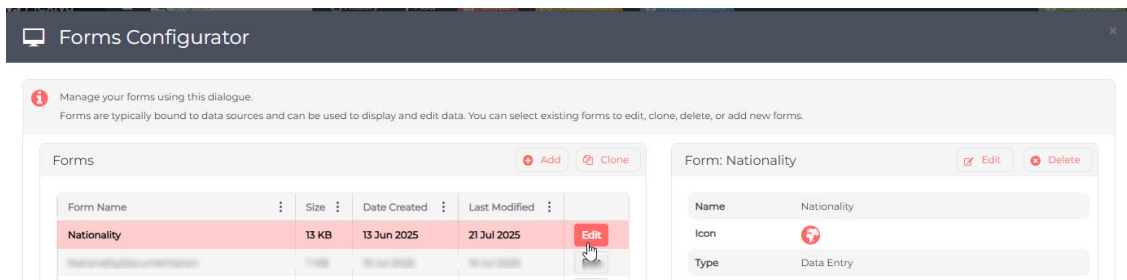 Forms Configurator
Manage your forms using this dialogue.
Forms are typically bound to data sources and can be used to display and edit data. You can select existing forms to edit, clone, delete, or add new forms.
Forms
Add
Clone
Form Name
Size
Date Created
Last Modified
Nationality
13 KB
13 Jun 2025
21 Jul 2025
Edit
Form: Nationality
Edit
Delete
Name
Nationality
Icon
Type
Data Entry